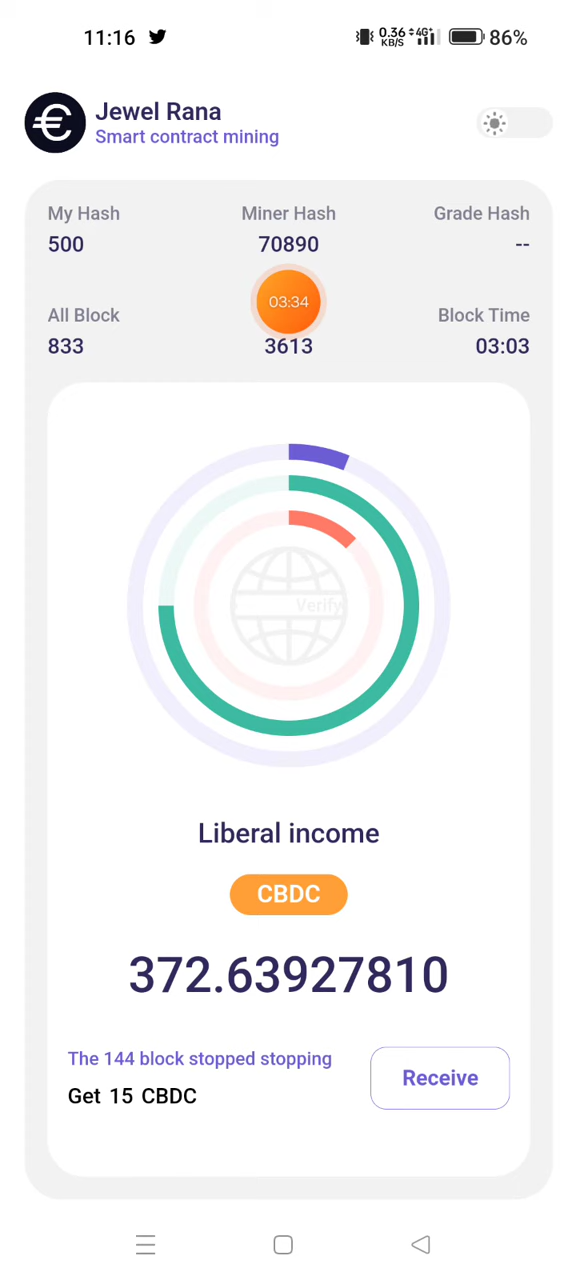 11:16
0.36 KB/S 4G+ 86%
Jewel Rana
Smart contract mining
My Hash Miner Hash Grade Hash
500 70890 --
03:34
All Block Block Time
833 3613 03:03
Verify
Liberal income
CBDC
372.63927810
The 144 block stopped stopping
Get 15 CBDC
Receive